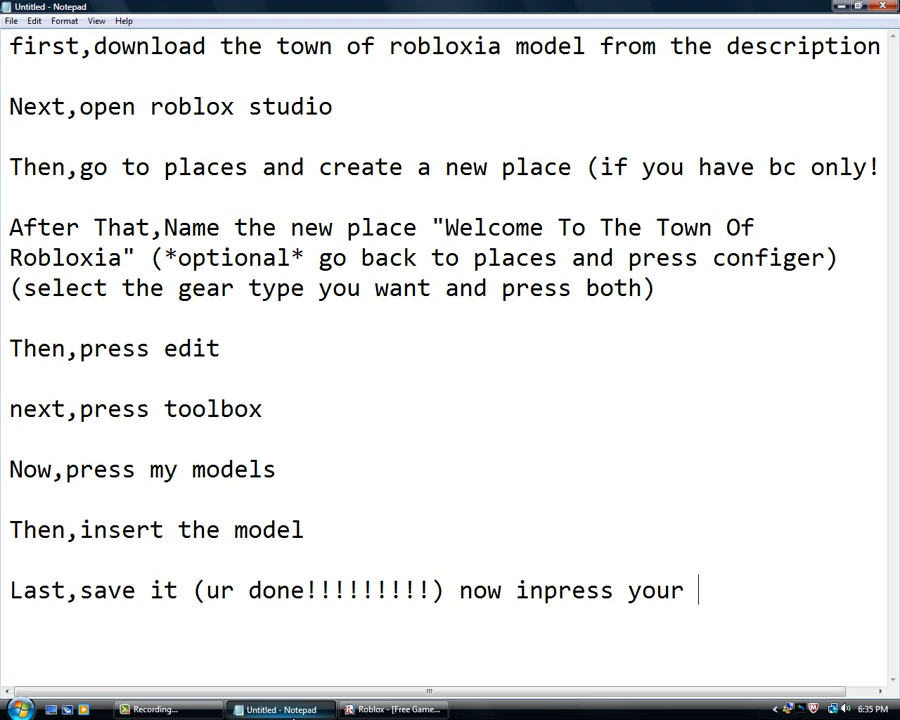 Untitled - Notepad
File Edit Format View Help
first,download the town of robloxia model from the description
Next,open roblox studio
Then,go to places and create a new place (if you have bc only!
After That,Name the new place "Welcome To The Town Of
Robloxia" (*optional* go back to places and press configer)
(select the gear type you want and press both)
Then,press edit
next,press toolbox
Now,press my models
Then,insert the model
Last,save it (ur done!!!!!!!!!) now inpress your
Recording... Untitled - Notepad Roblox - [Free Game... 6:35 PM